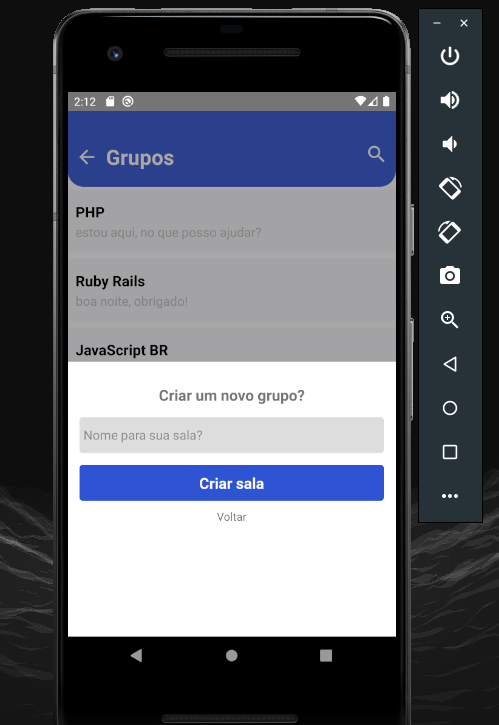 2:12
Grupos
PHP
estou aqui, no que posso ajudar?
Ruby Rails
boa noite, obrigado!
JavaScript BR
Criar um novo grupo?
Nome para sua sala?
Criar sala
Voltar